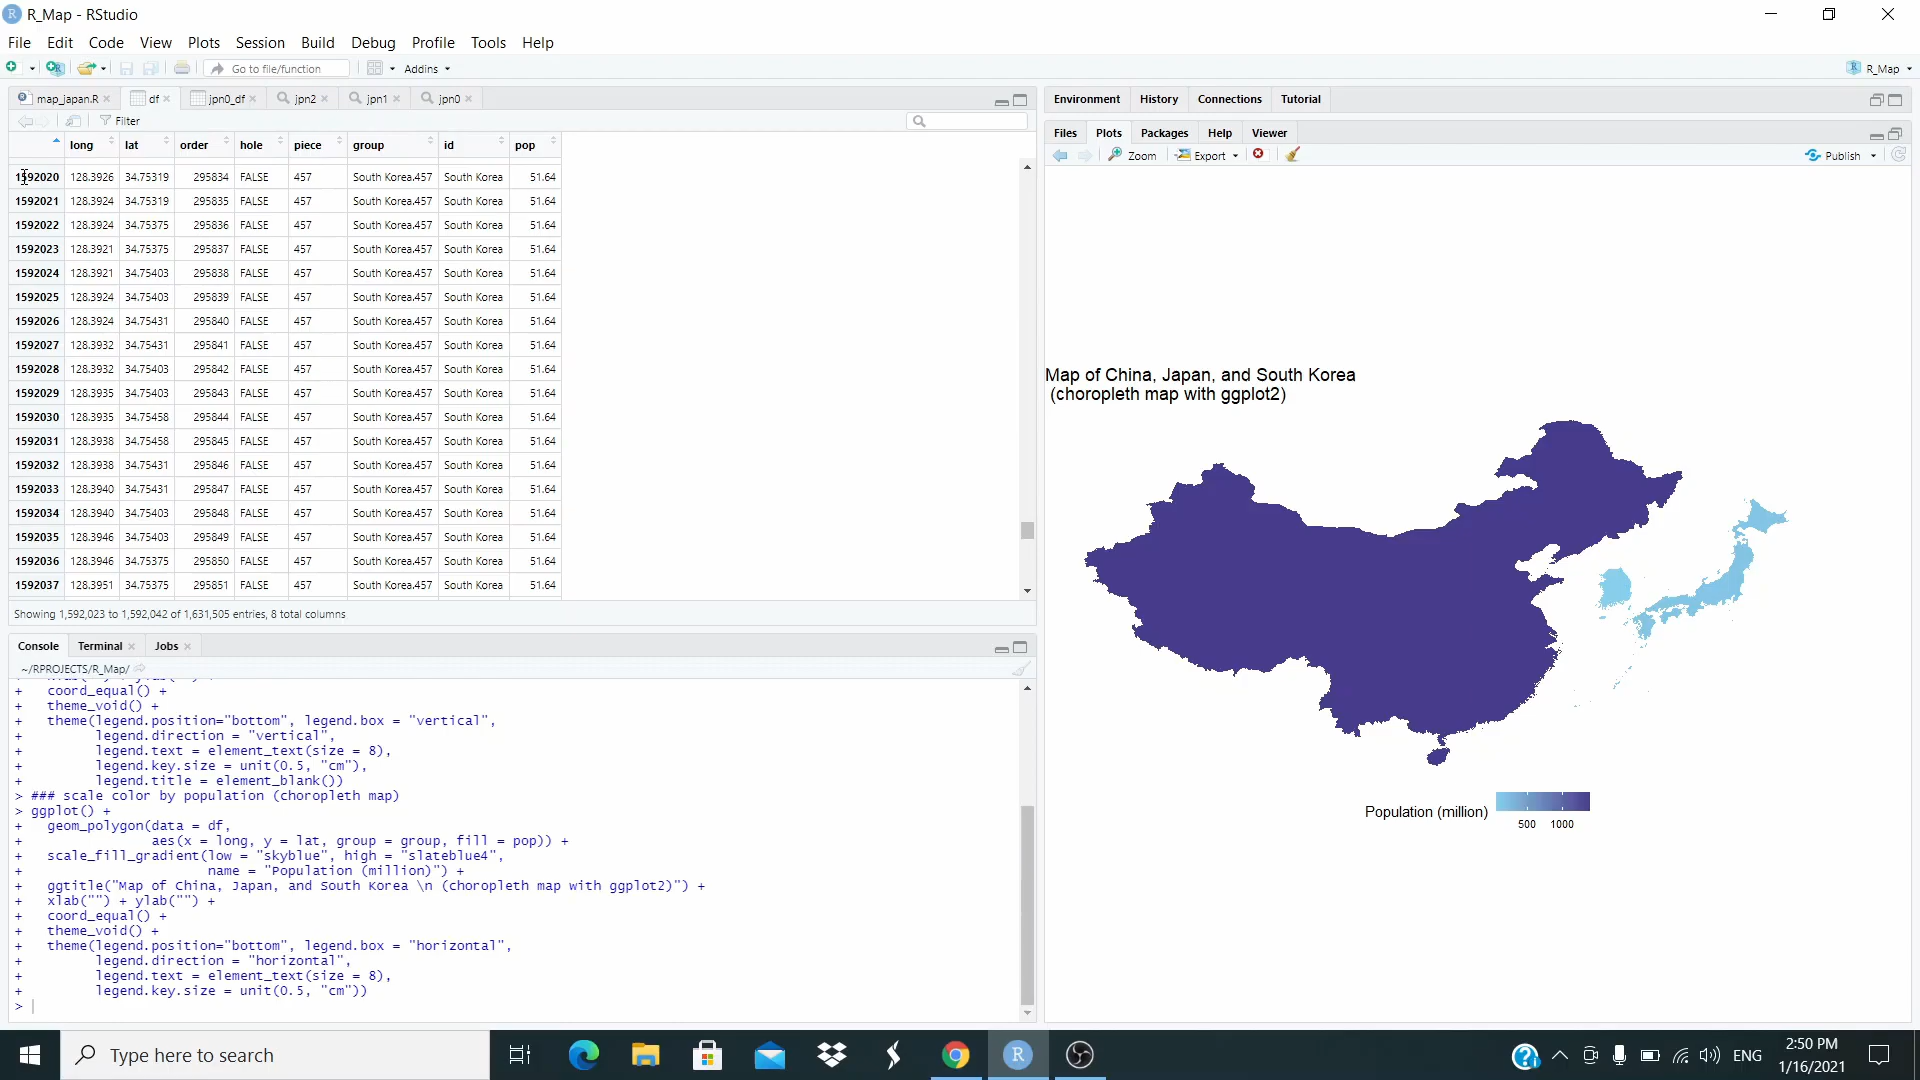 R_Map - RStudio
File Edit Code View Plots Session Build Debug Profile Tools Help
Go to file/function Addins R_Map
map_japan.R df jpn0_df jpn2 jpn1 jpn0
Filter
long lat order hole piece group id pop
1592020 128.3926 34.75319 295834 FALSE 457 South Korea.457 South Korea 51.64
1592021 128.3924 34.75319 295835 FALSE 457 South Korea.457 South Korea 51.64
1592022 128.3924 34.75375 295836 FALSE 457 South Korea.457 South Korea 51.64
1592023 128.3921 34.75375 295837 FALSE 457 South Korea.457 South Korea 51.64
1592024 128.3921 34.75403 295838 FALSE 457 South Korea.457 South Korea 51.64
1592025 128.3924 34.75403 295839 FALSE 457 South Korea.457 South Korea 51.64
1592026 128.3924 34.75431 295840 FALSE 457 South Korea.457 South Korea 51.64
1592027 128.3932 34.75431 295841 FALSE 457 South Korea.457 South Korea 51.64
1592028 128.3932 34.75403 295842 FALSE 457 South Korea.457 South Korea 51.64
1592029 128.3935 34.75403 295843 FALSE 457 South Korea.457 South Korea 51.64
1592030 128.3935 34.75458 295844 FALSE 457 South Korea.457 South Korea 51.64
1592031 128.3938 34.75458 295845 FALSE 457 South Korea.457 South Korea 51.64
1592032 128.3938 34.75431 295846 FALSE 457 South Korea.457 South Korea 51.64
1592033 128.3940 34.75431 295847 FALSE 457 South Korea.457 South Korea 51.64
1592034 128.3940 34.75403 295848 FALSE 457 South Korea.457 South Korea 51.64
1592035 128.3946 34.75403 295849 FALSE 457 South Korea.457 South Korea 51.64
1592036 128.3946 34.75375 295850 FALSE 457 South Korea.457 South Korea 51.64
1592037 128.3951 34.75375 295851 FALSE 457 South Korea.457 South Korea 51.64
Showing 1,592,023 to 1,592,042 of 1,631,505 entries, 8 total columns
Console Terminal Jobs
~/RPROJECTS/R_Map/
+ coord_equal() +
+ theme_void() +
+ theme(legend.position="bottom", legend.box = "vertical",
+ legend.direction = "vertical",
+ legend.text = element_text(size = 8),
+ legend.key.size = unit(0.5, "cm"),
+ legend.title = element_blank())
> ### scale color by population (choropleth map)
> ggplot() +
+ geom_polygon(data = df,
+ aes(x = long, y = lat, group = group, fill = pop)) +
+ scale_fill_gradient(low = "skyblue", high = "slateblue4",
+ name = "Population (million)") +
+ ggtitle("Map of China, Japan, and South Korea \n (choropleth map with ggplot2)") +
+ xlab("") + ylab("") +
+ coord_equal() +
+ theme_void() +
+ theme(legend.position="bottom", legend.box = "horizontal",
+ legend.direction = "horizontal",
+ legend.text = element_text(size = 8),
+ legend.key.size = unit(0.5, "cm"))
>
Environment History Connections Tutorial
Files Plots Packages Help Viewer
Zoom Export Publish
Map of China, Japan, and South Korea
(choropleth map with ggplot2)
Population (million)
500 1000
Type here to search
ENG
2:50 PM
1/16/2021